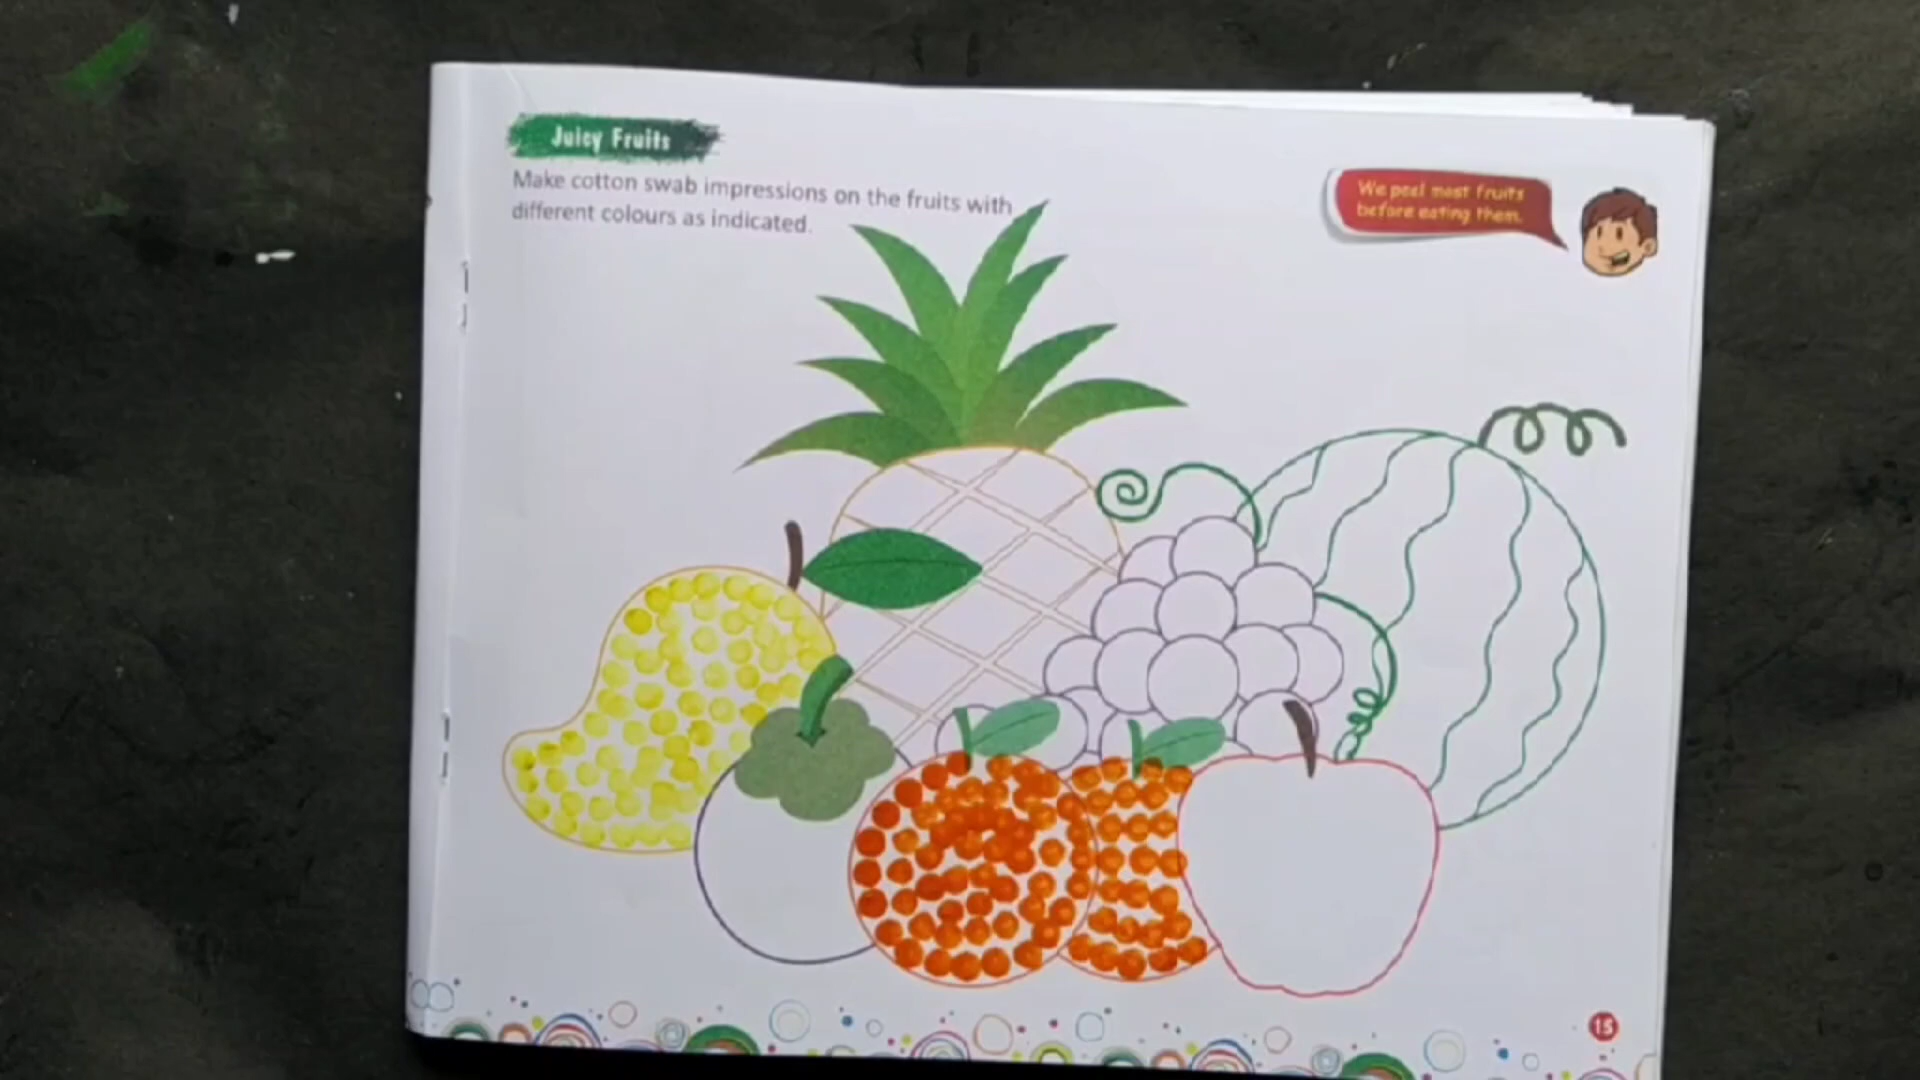 Juicy Fruits
Make cotton swab impressions on the fruits with
different colours as indicated.
We peel most fruits
before eating them.
15